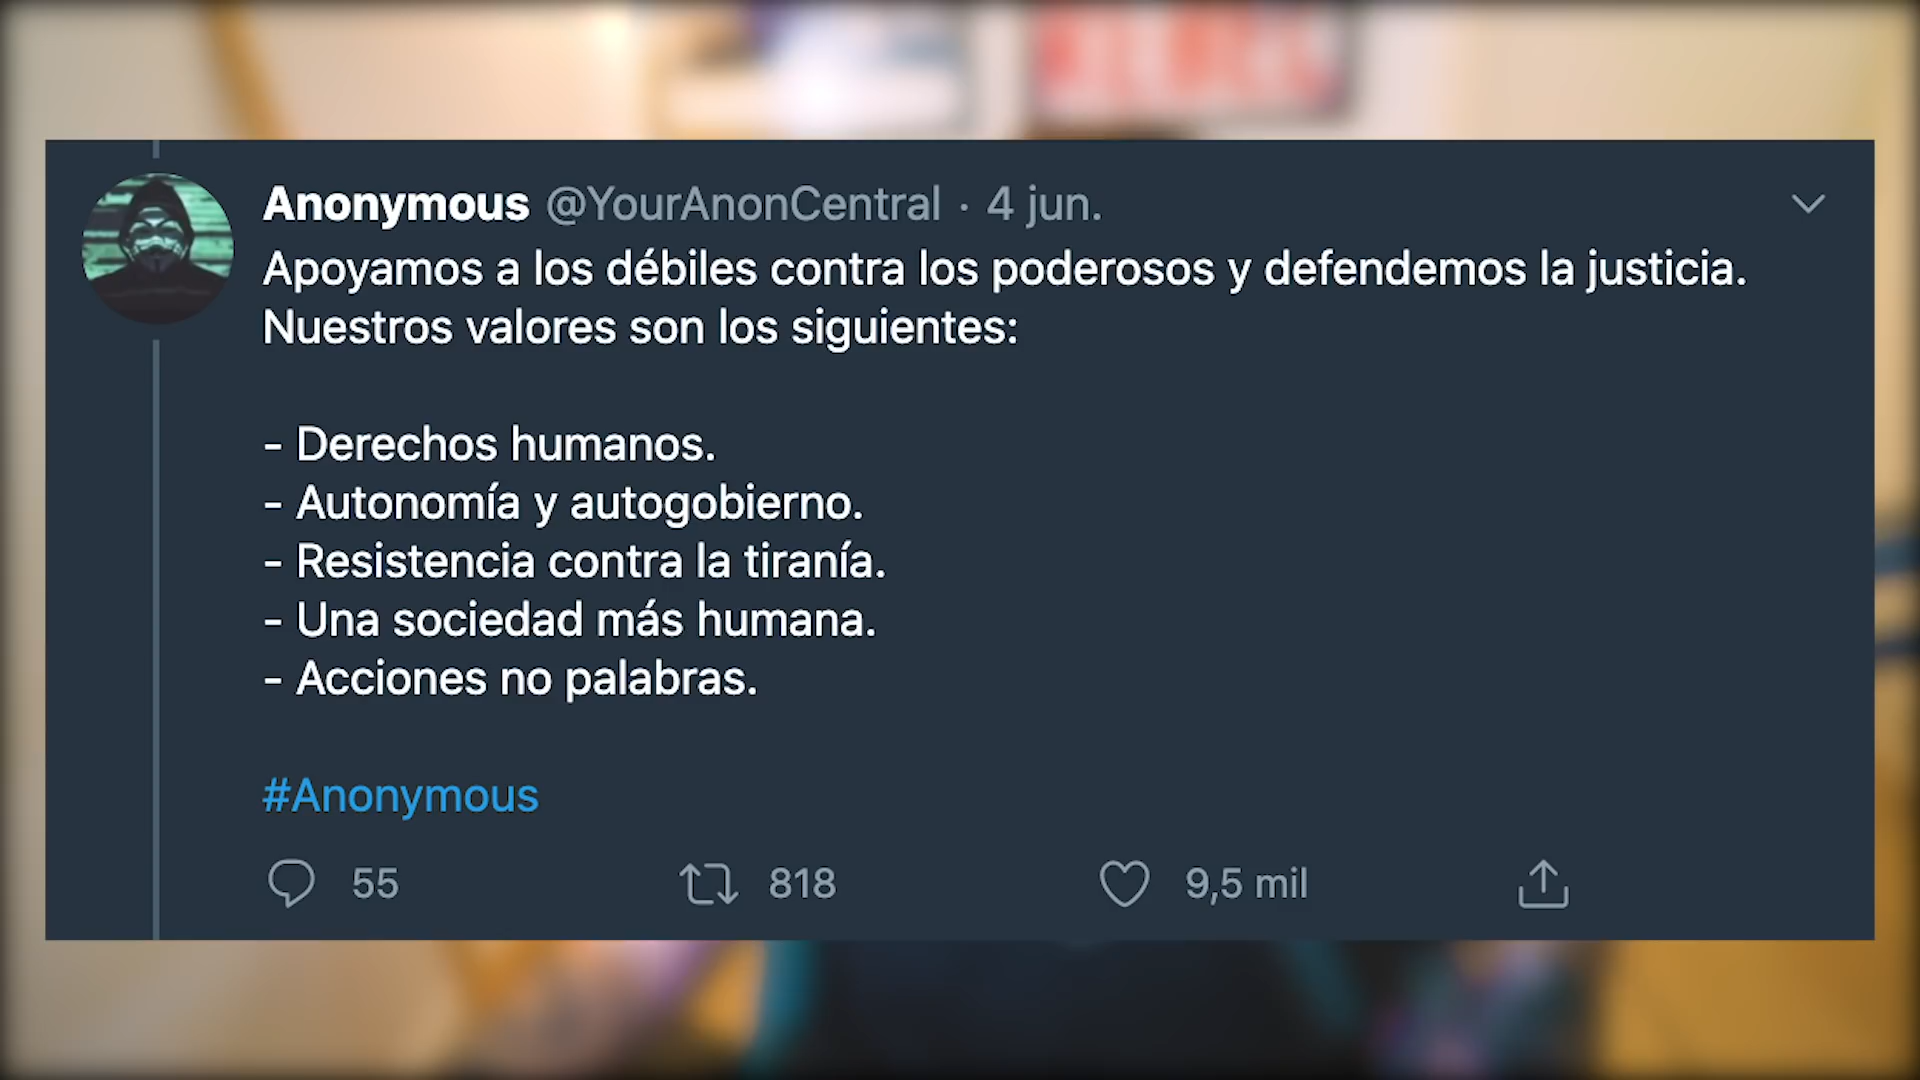 Anonymous @YourAnonCentral · 4 jun.
Apoyamos a los débiles contra los poderosos y defendemos la justicia.
Nuestros valores son los siguientes:
- Derechos humanos.
- Autonomía y autogobierno.
- Resistencia contra la tiranía.
- Una sociedad más humana.
- Acciones no palabras.
#Anonymous
55 818 9,5 mil